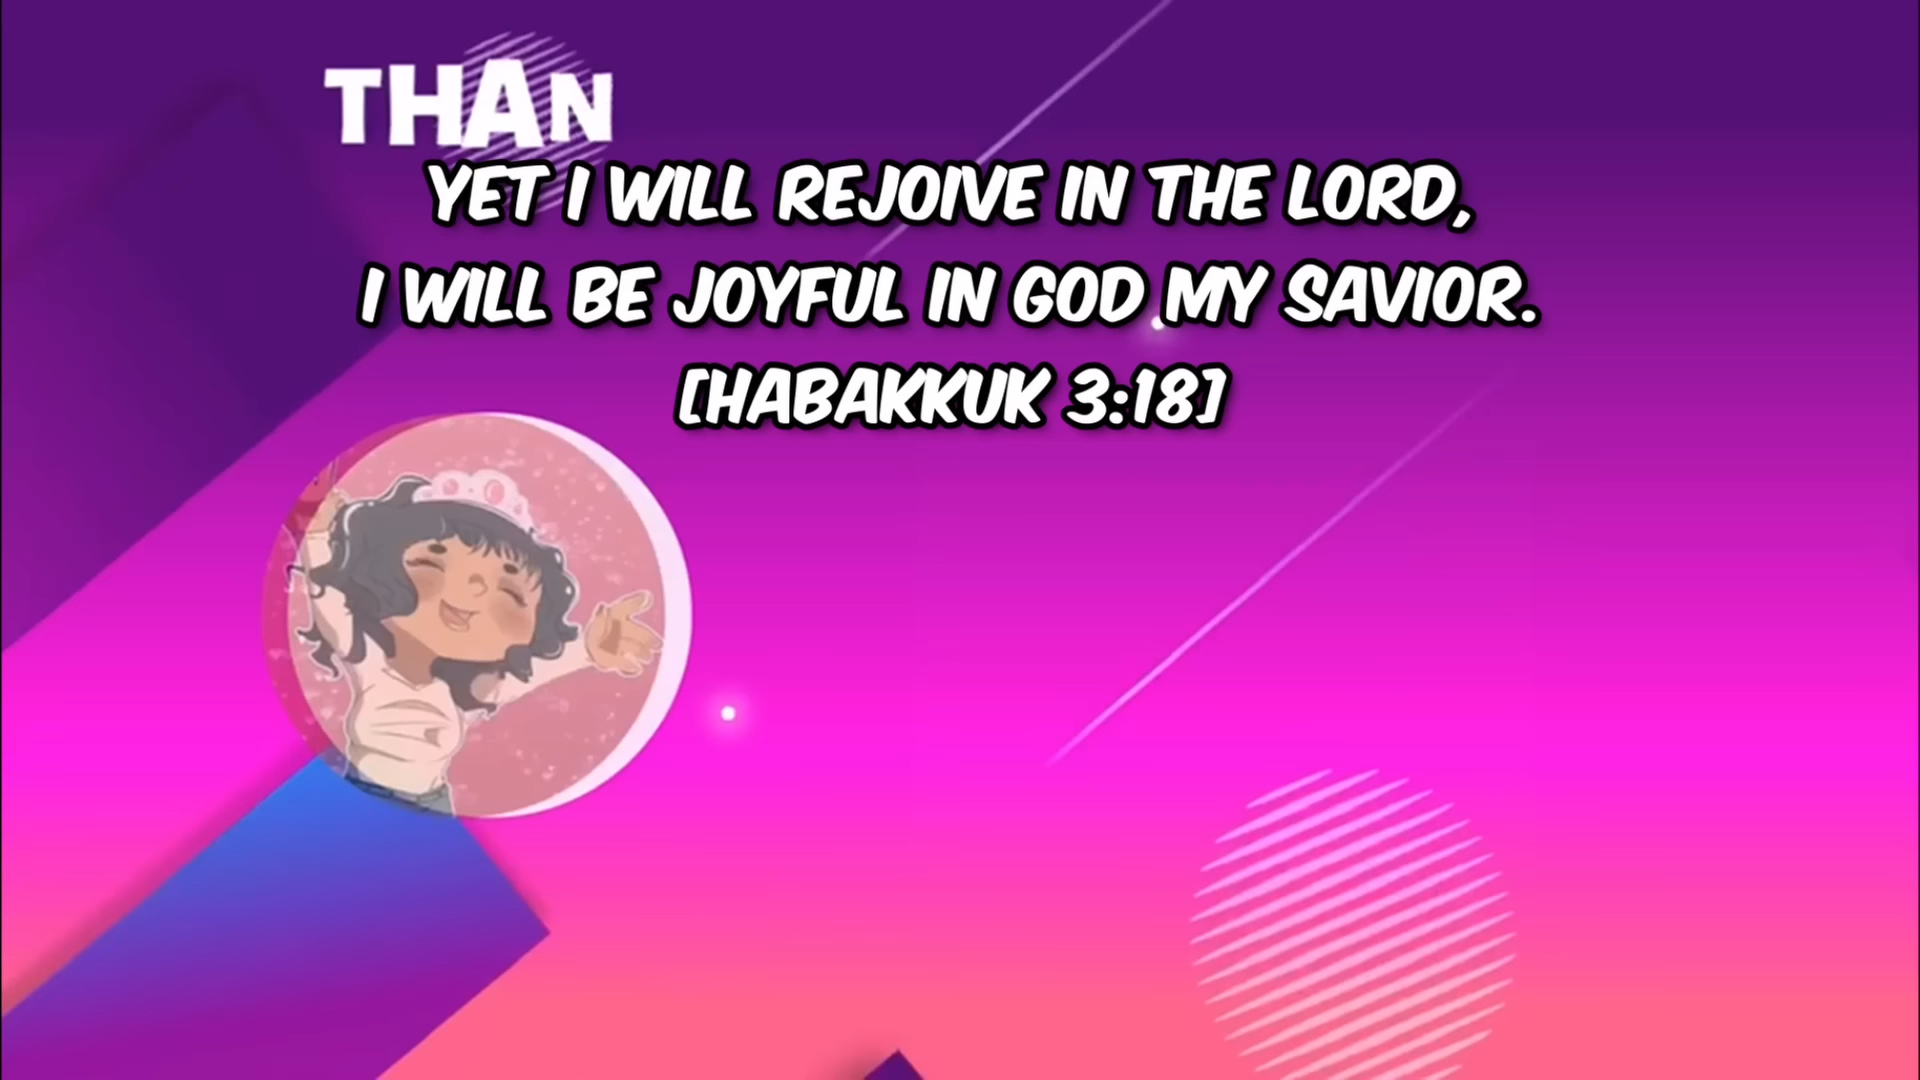 THAN
YET I WILL REJOIVE IN THE LORD,
I WILL BE JOYFUL IN GOD MY SAVIOR.
[HABAKKUK 3:18]